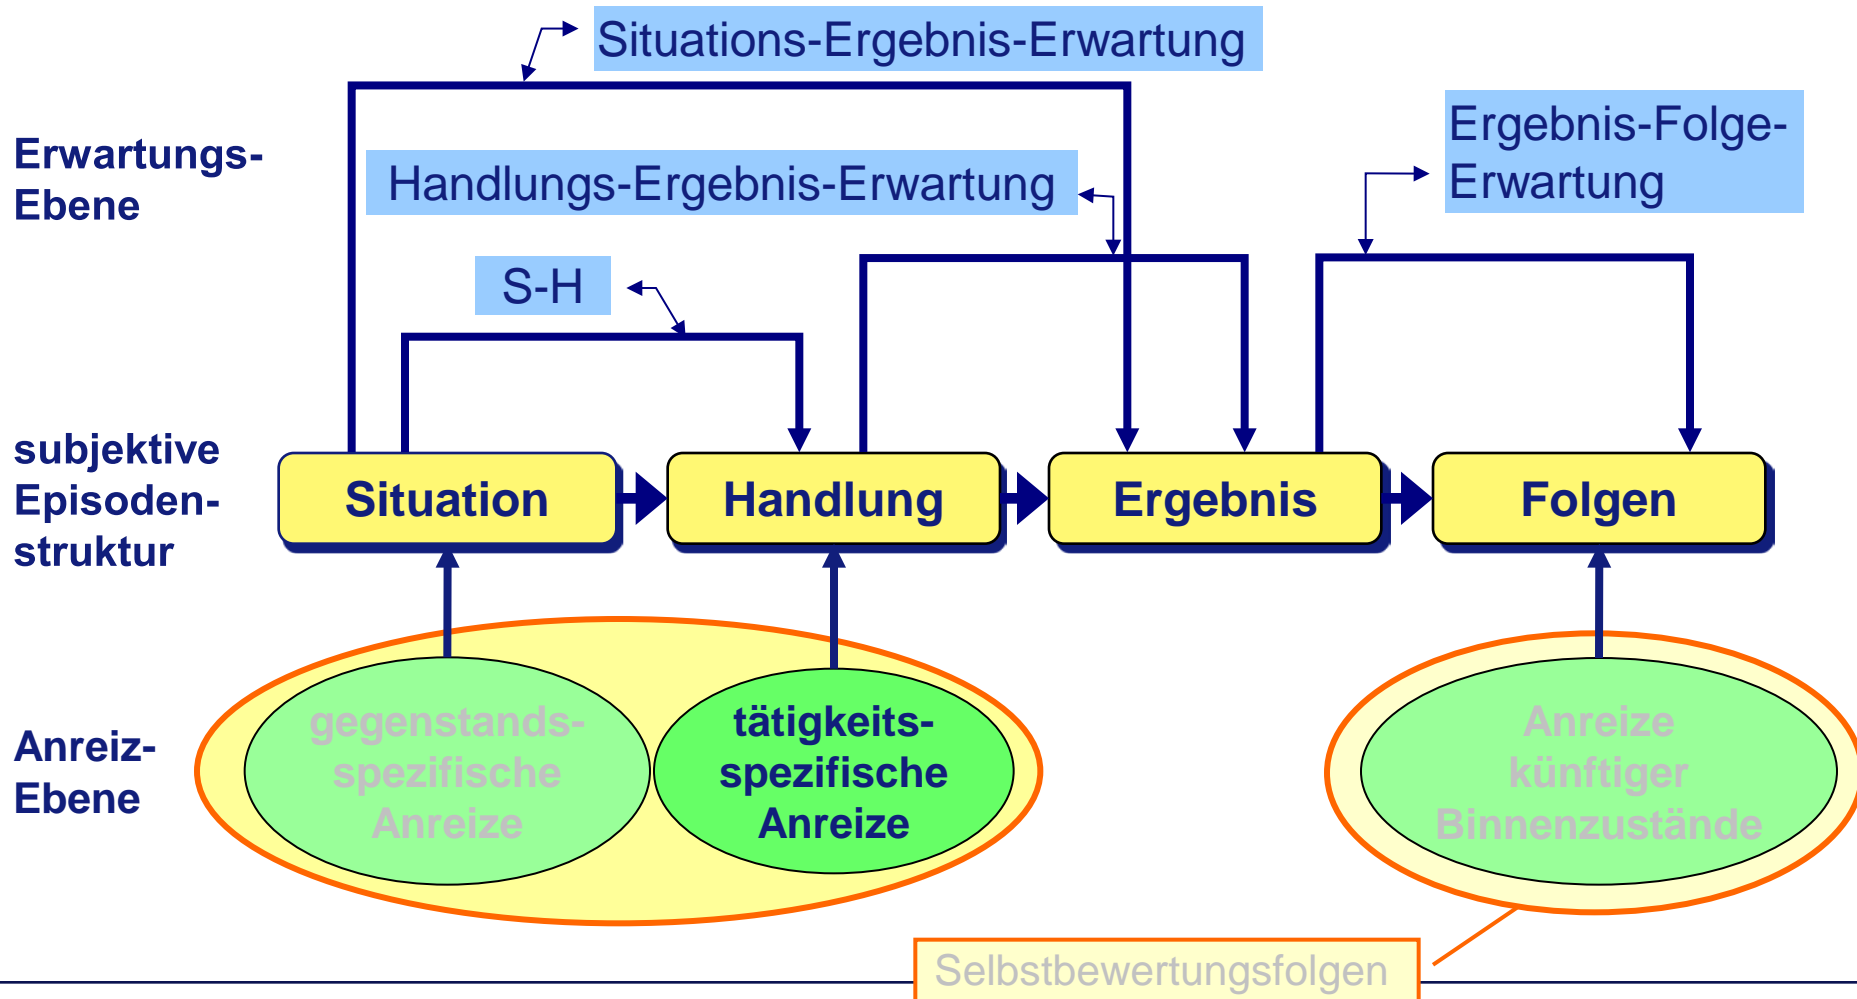 Situations-Ergebnis-Erwartung
Erwartungs-
Ebene
Handlungs-Ergebnis-Erwartung
Ergebnis-Folge-
Erwartung
S-H
subjektive
Episoden-
struktur
Situation
Handlung
Ergebnis
Folgen
Anreiz-
Ebene
gegenstands-
spezifische
Anreize
tätigkeits-
spezifische
Anreize
Anreize
künftiger
Binnenzustände
Selbstbewertungsfolgen